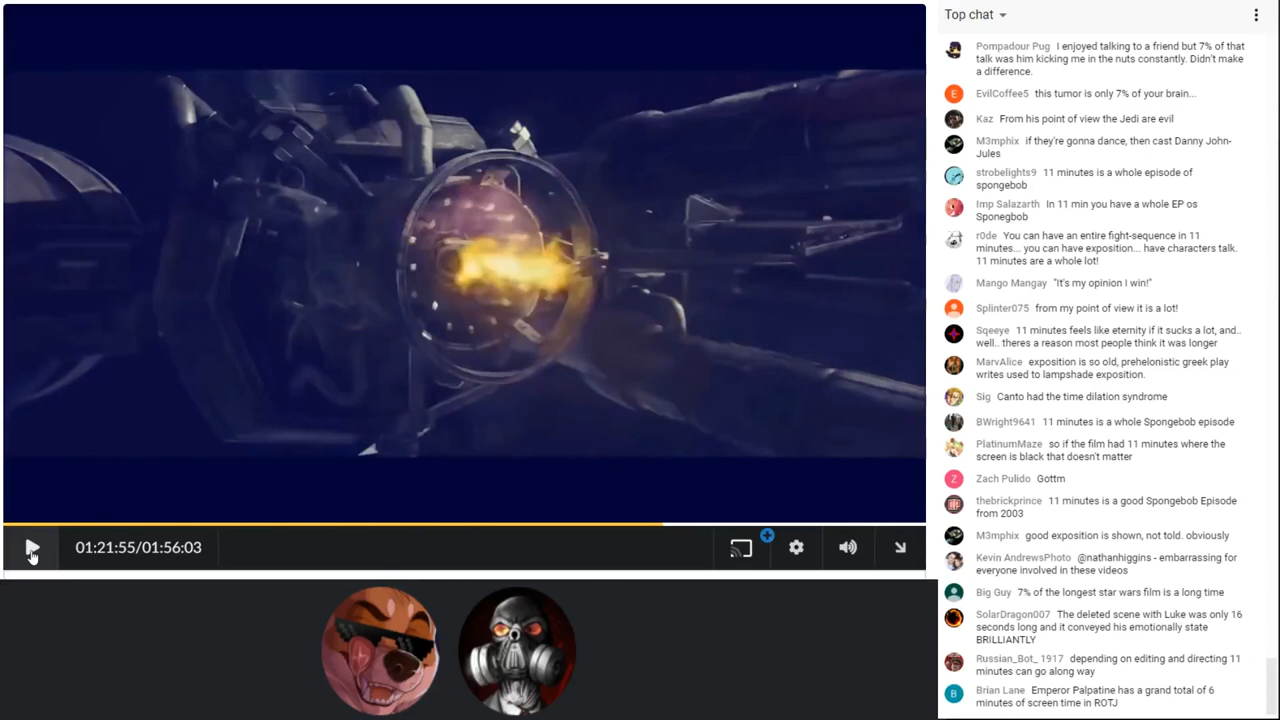 Top chat
Pompadour Pug I enjoyed talking to a friend but 7% of that
talk was him kicking me in the nuts constantly. Didn't make
a difference.
E EvilCoffee5 this tumor is only 7% of your brain...
Kaz From his point of view the Jedi are evil
M3mphix if they're gonna dance, then cast Danny John-
Jules
strobelights9 11 minutes is a whole episode of
spongebob
Imp Salazarth In 11 min you have a whole EP os
Sponegbob
r0de You can have an entire fight-sequence in 11
minutes... you can have exposition... have characters talk.
11 minutes are a whole lot!
Mango Mangay "It's my opinion I win!"
Splinter075 from my point of view it is a lot!
Sqeeye 11 minutes feels like eternity if it sucks a lot, and..
well.. theres a reason most people think it was longer
MarvAlice exposition is so old, prehelonistic greek play
writes used to lampshade exposition.
Sig Canto had the time dilation syndrome
BWright9641 11 minutes is a whole Spongebob episode
PlatinumMaze so if the film had 11 minutes where the
screen is black that doesn't matter
Z Zach Pulido Gottm
thebrickprince 11 minutes is a good Spongebob Episode
from 2003
M3mphix good exposition is shown, not told. obviously
Kevin AndrewsPhoto @nathanhiggins - embarrassing for
everyone involved in these videos
Big Guy 7% of the longest star wars film is a long time
SolarDragon007 The deleted scene with Luke was only 16
seconds long and it conveyed his emotionally state
BRILLIANTLY
Russian_Bot_ 1917 depending on editing and directing 11
minutes can go along way
B Brian Lane Emperor Palpatine has a grand total of 6
minutes of screen time in ROTJ
01:21:55/01:56:03